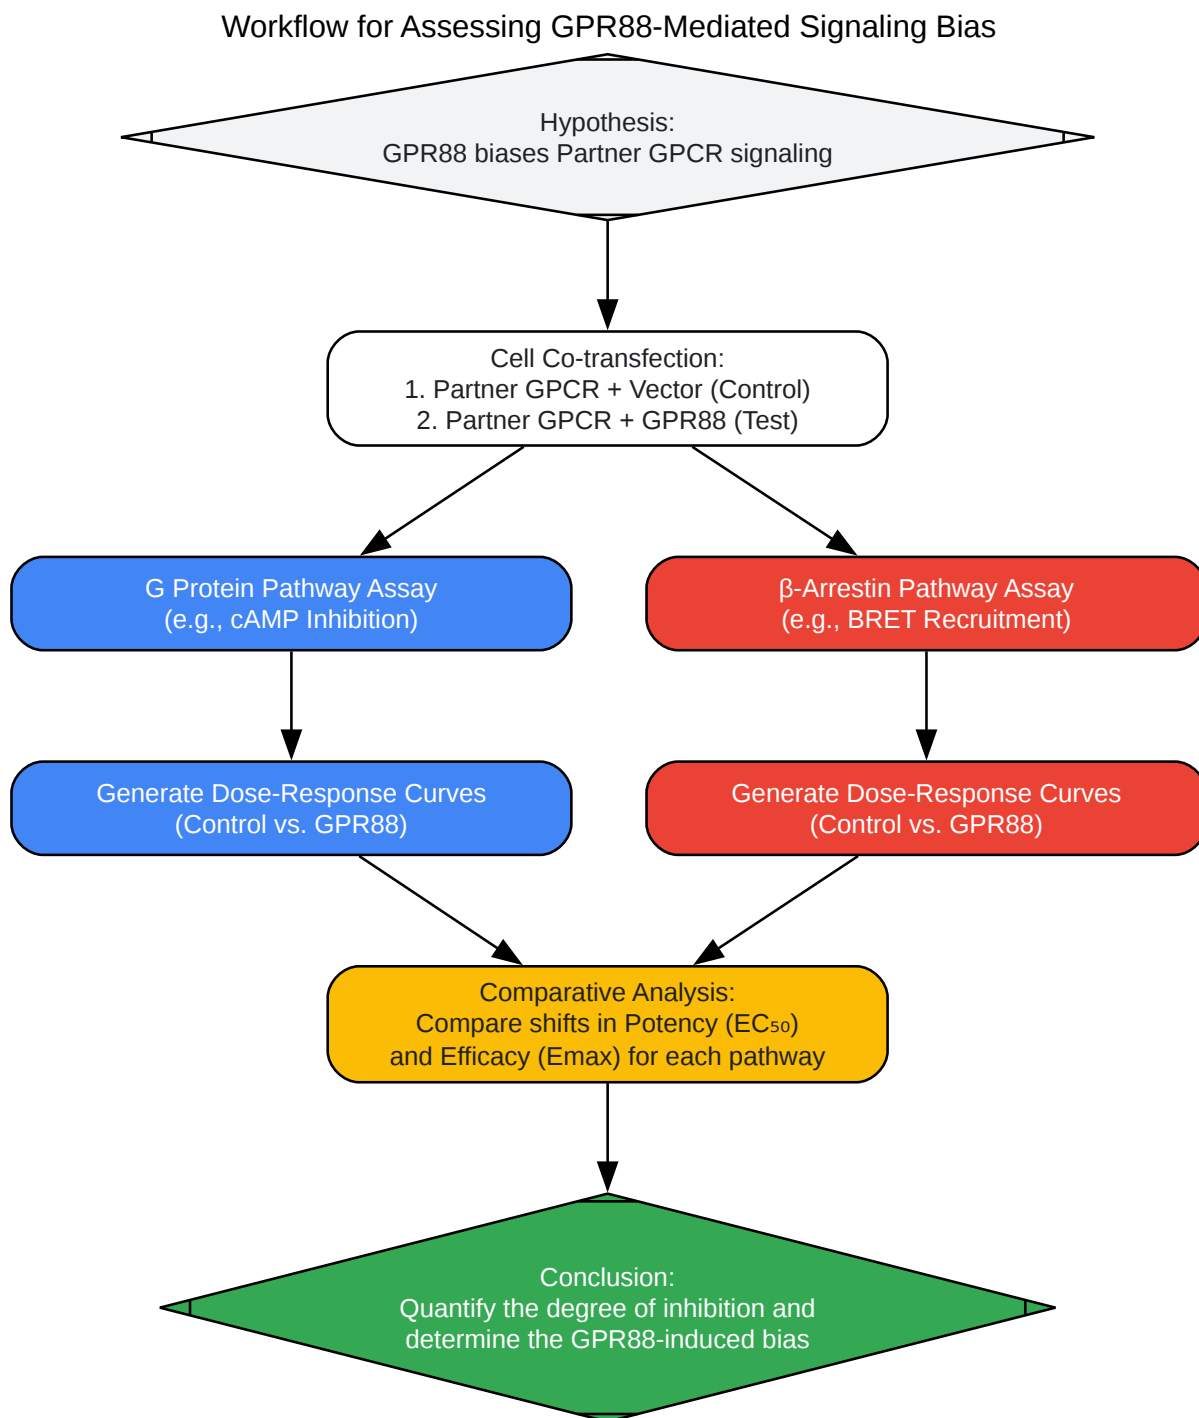 Workflow for Assessing GPR88-Mediated Signaling Bias
Hypothesis:
GPR88 biases Partner GPCR signaling
Cell Co-transfection:
1. Partner GPCR + Vector (Control)
2. Partner GPCR + GPR88 (Test)
G Protein Pathway Assay
(e.g., cAMP Inhibition)
β-Arrestin Pathway Assay
(e.g., BRET Recruitment)
Generate Dose-Response Curves
(Control vs. GPR88)
Generate Dose-Response Curves
(Control vs. GPR88)
Comparative Analysis:
Compare shifts in Potency (EC₅₀)
and Efficacy (Emax) for each pathway
Conclusion:
Quantify the degree of inhibition and
determine the GPR88-induced bias